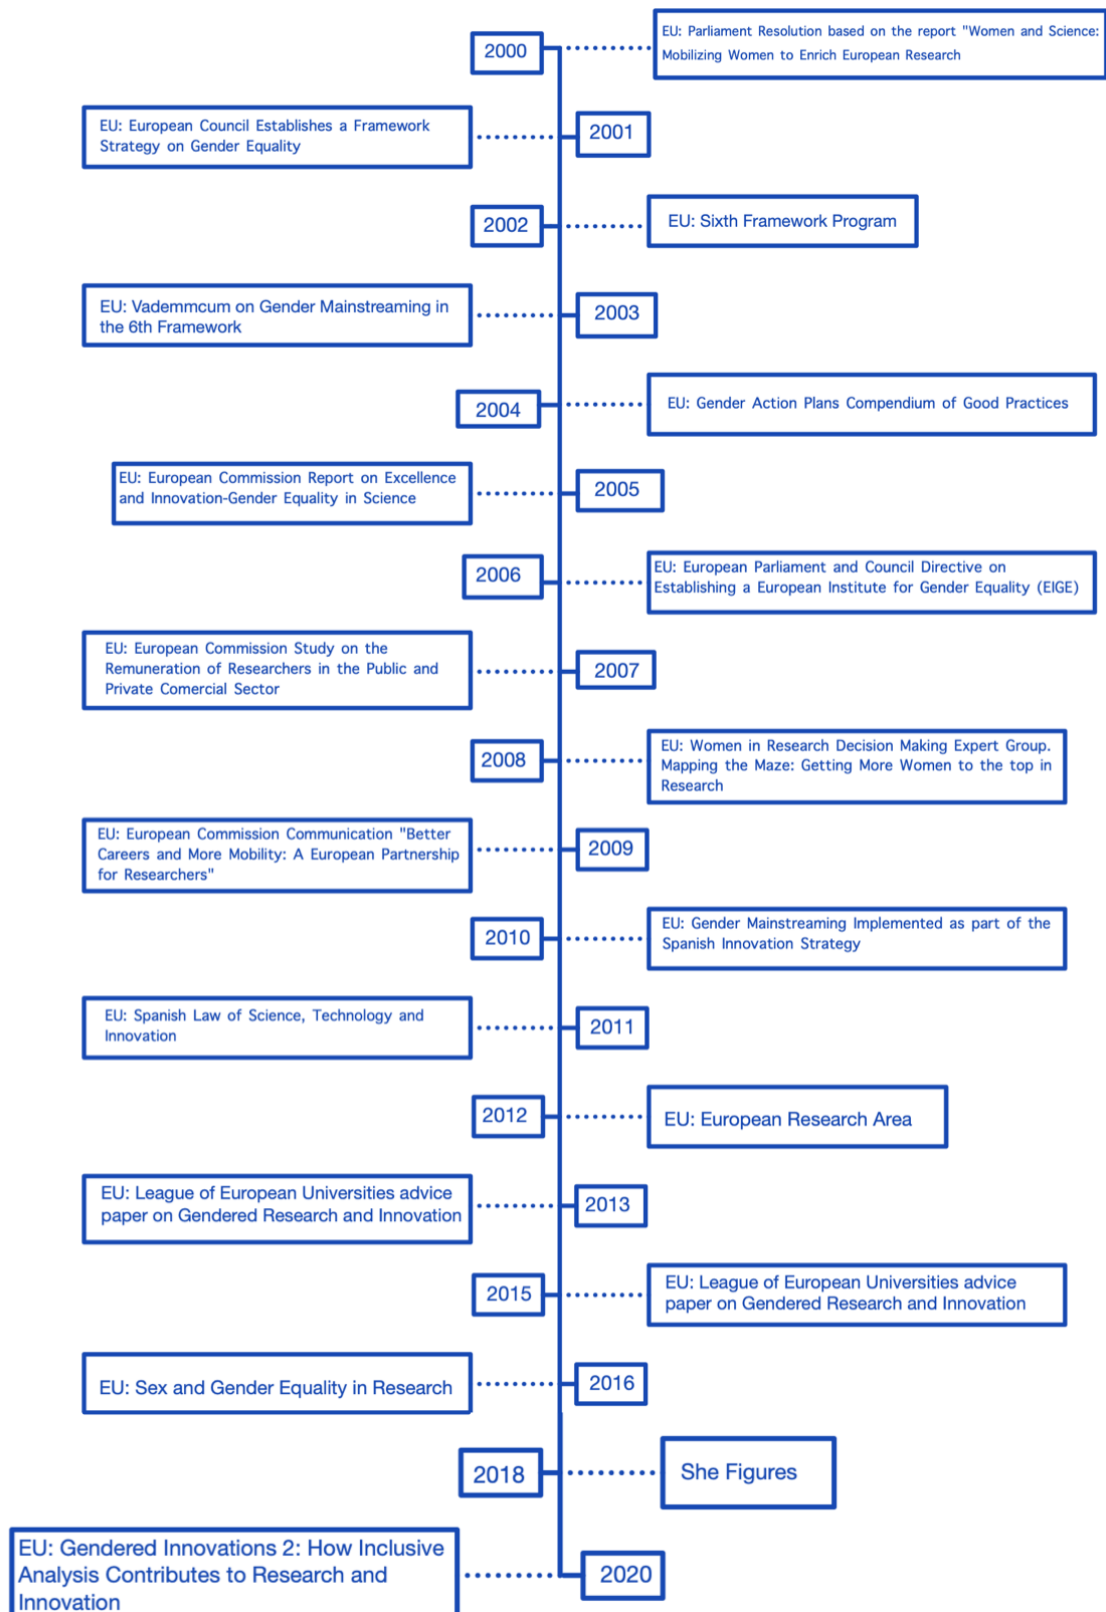 2000
EU: Parliament Resolution based on the report "Women and Science:
Mobilizing Women to Enrich European Research
EU: European Council Establishes a Framework
Strategy on Gender Equality
2001
2002
EU: Sixth Framework Program
EU: Vademmcum on Gender Mainstreaming in
the 6th Framework
2003
2004
EU: Gender Action Plans Compendium of Good Practices
EU: European Commission Report on Excellence
and Innovation-Gender Equality in Science
2005
2006
EU: European Parliament and Council Directive on
Establishing a European Institute for Gender Equality (EIGE)
EU: European Commission Study on the
Remuneration of Researchers in the Public and
Private Comercial Sector
2007
2008
EU: Women in Research Decision Making Expert Group.
Mapping the Maze: Getting More Women to the top in
Research
EU: European Commission Communication "Better
Careers and More Mobility: A European Partnership
for Researchers"
2009
2010
EU: Gender Mainstreaming Implemented as part of the
Spanish Innovation Strategy
EU: Spanish Law of Science, Technology and
Innovation
2011
2012
EU: European Research Area
EU: League of European Universities advice
paper on Gendered Research and Innovation
2013
2015
EU: League of European Universities advice
paper on Gendered Research and Innovation
EU: Sex and Gender Equality in Research
2016
2018
She Figures
EU: Gendered Innovations 2: How Inclusive
Analysis Contributes to Research and
Innovation
2020